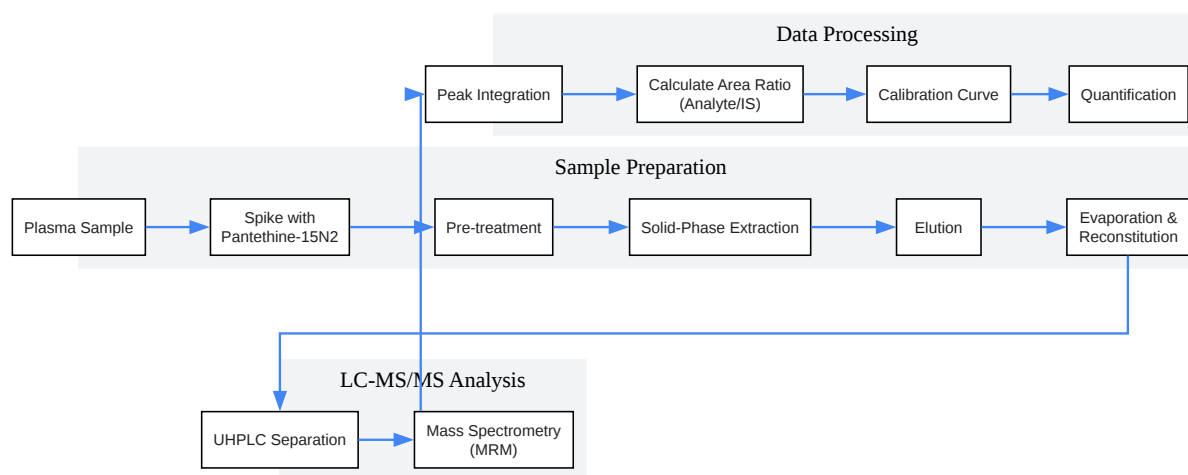 Data Processing
Peak Integration
Calculate Area Ratio
(Analyte/IS)
Calibration Curve
Quantification
Sample Preparation
Plasma Sample
Spike with
Pantethine-15N2
Pre-treatment
Solid-Phase Extraction
Elution
Evaporation &
Reconstitution
LC-MS/MS Analysis
UHPLC Separation
Mass Spectrometry
(MRM)